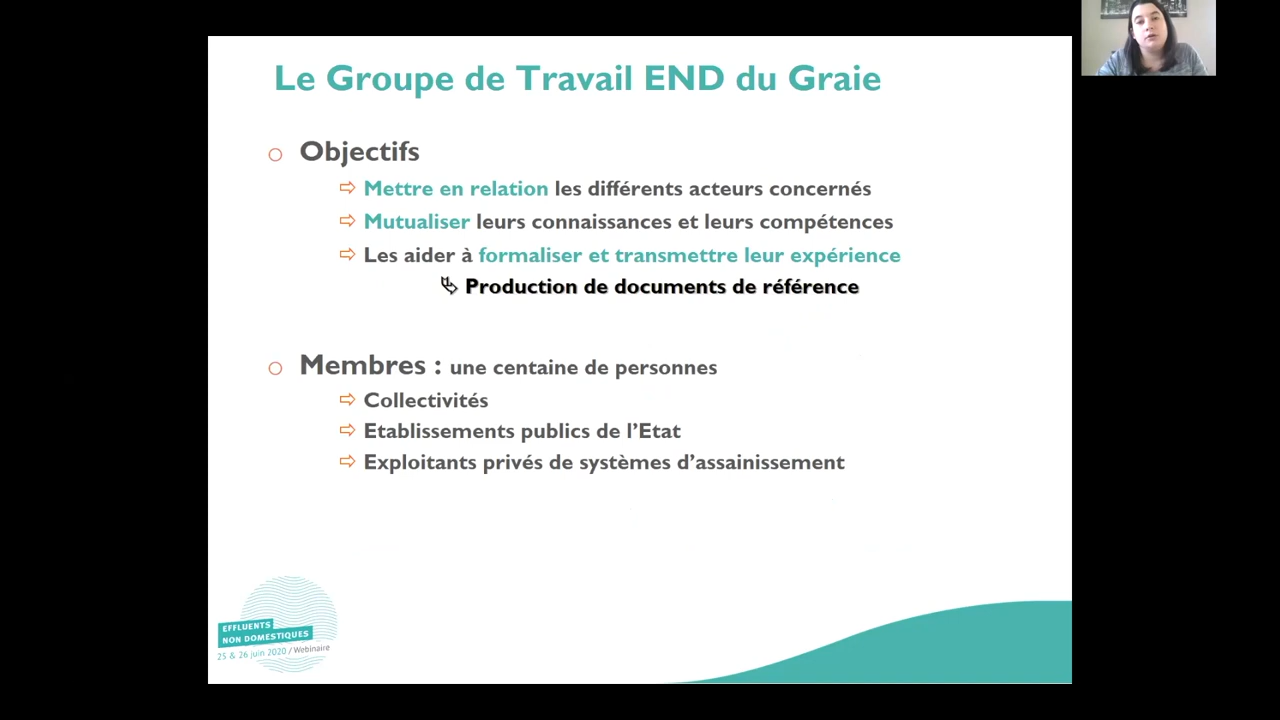 Le Groupe de Travail END du Graie
Objectifs
Mettre en relation les différents acteurs concernés
Mutualiser leurs connaissances et leurs compétences
Les aider à formaliser et transmettre leur expérience
Production de documents de référence
Membres : une centaine de personnes
Collectivités
Etablissements publics de l’Etat
Exploitants privés de systèmes d’assainissement
EFFLUENTS
NON DOMESTIQUES
25 & 26 juin 2020 / Webinaire